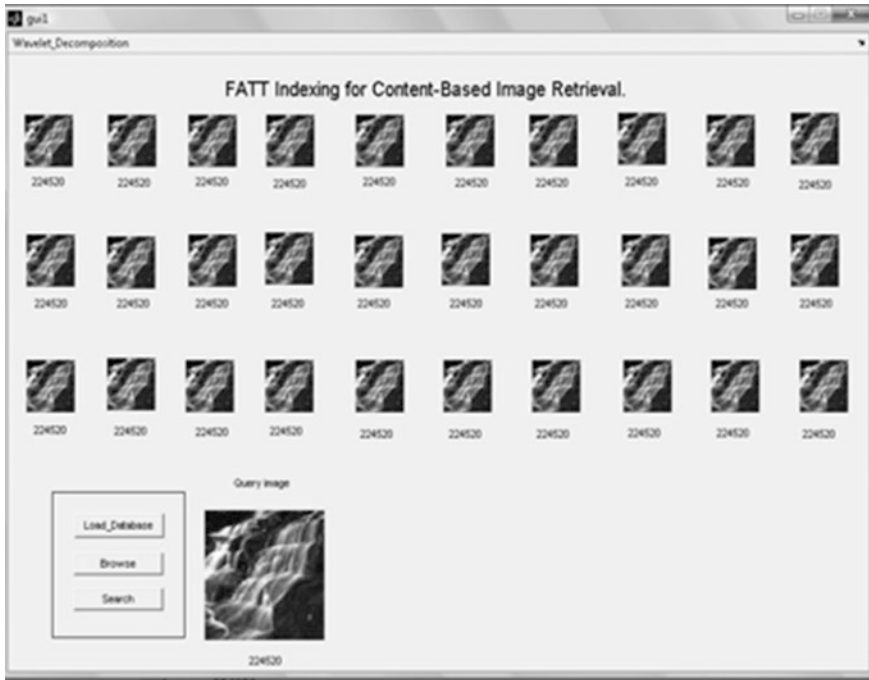 gui1
Wavelet_Decomposition
FATT Indexing for Content-Based Image Retrieval.
224520 224520 224520 224520 224520 224520 224520 224520 224520 224520
224520 224520 224520 224520 224520 224520 224520 224520 224520 224520
224520 224520 224520 224520 224520 224520 224520 224520 224520 224520
Query image
Load_Database
Browse
Search
224520